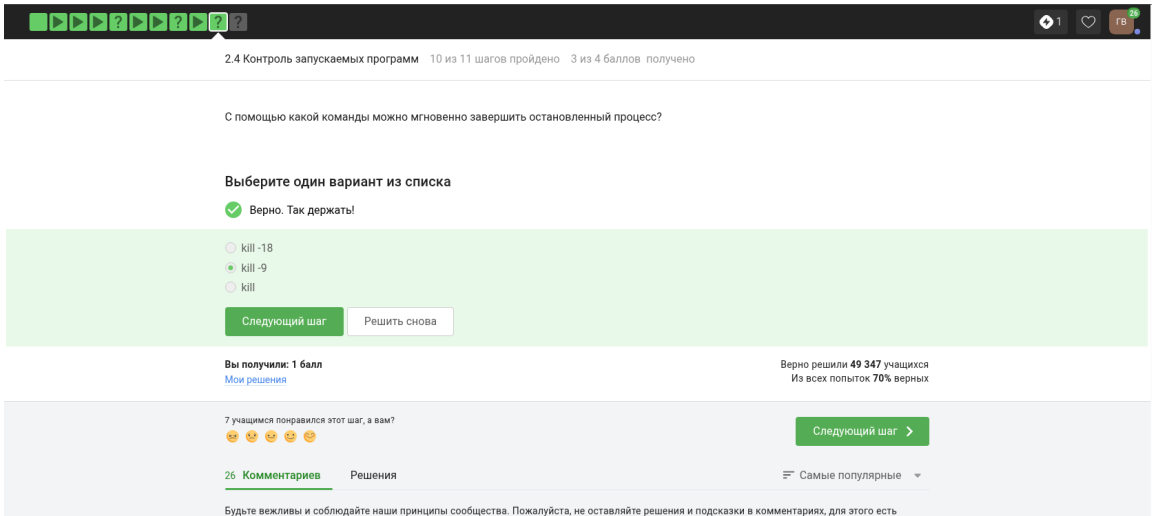 ? ? ? ?
1
26
ГВ
2.4 Контроль запускаемых программ 10 из 11 шагов пройдено 3 из 4 баллов получено
С помощью какой команды можно мгновенно завершить остановленный процесс?
Выберите один вариант из списка
Верно. Так держать!
kill -18
kill -9
kill
Следующий шаг Решить снова
Вы получили: 1 балл
Мои решения
Верно решили 49 347 учащихся
Из всех попыток 70% верных
7 учащимся понравился этот шаг, а вам?
Следующий шаг
26 Комментариев Решения Самые популярные
Будьте вежливы и соблюдайте наши принципы сообщества. Пожалуйста, не оставляйте решения и подсказки в комментариях, для этого есть